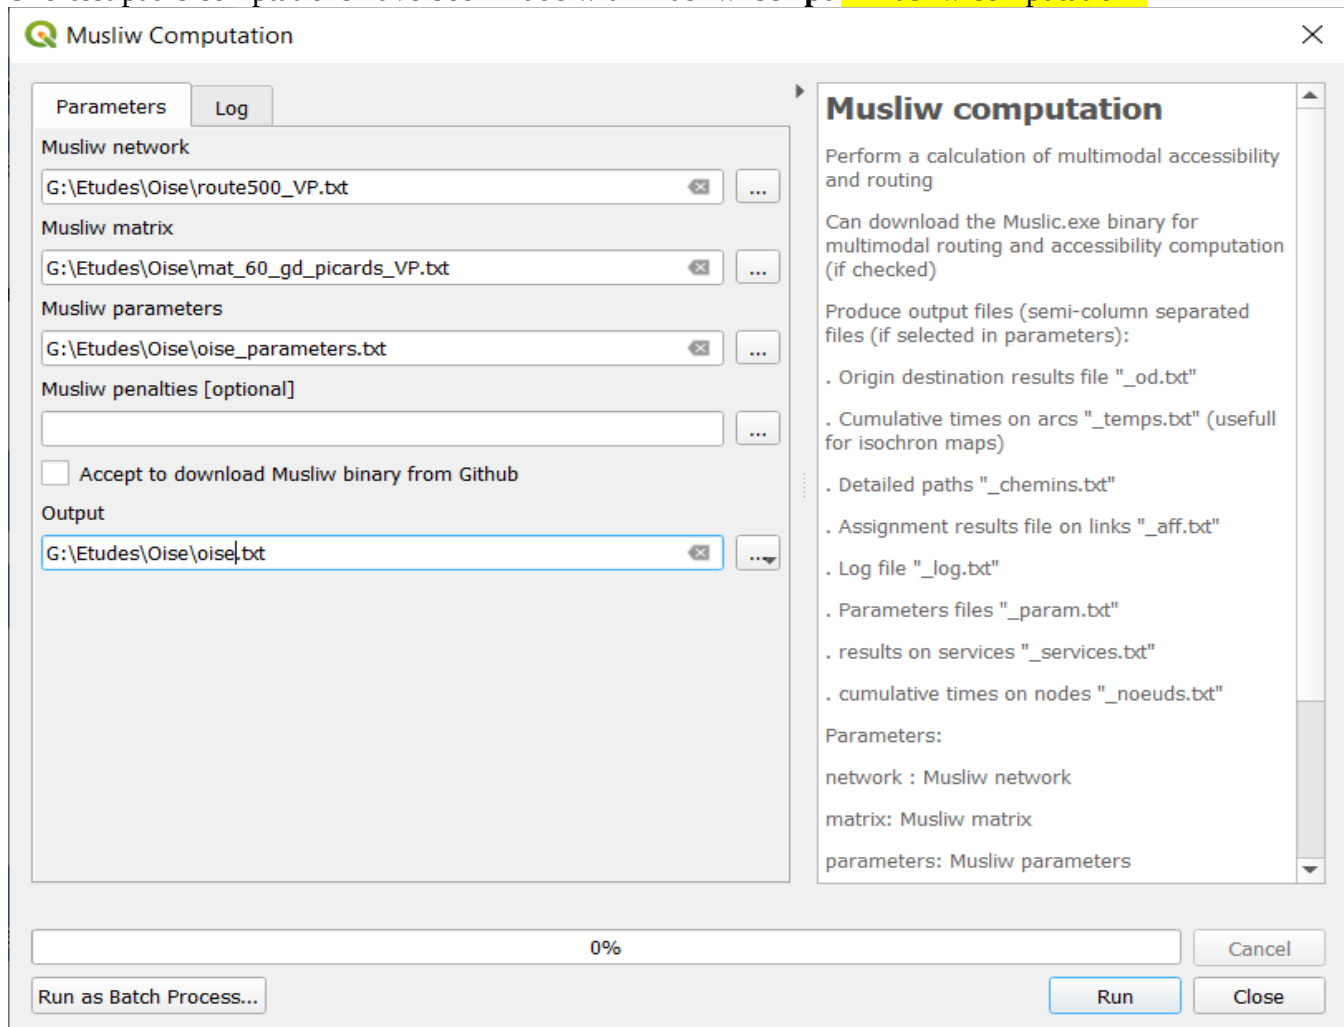 Musliw Computation
Parameters
Log
Musliw network
G:\Etudes\Oise\route500_VP.txt
...
Musliw matrix
G:\Etudes\Oise\mat_60_gd_picards_VP.txt
...
Musliw parameters
G:\Etudes\Oise\oise_parameters.txt
...
Musliw penalties [optional]
...
Accept to download Musliw binary from Github
Output
G:\Etudes\Oise\oise.txt
...
Musliw computation
Perform a calculation of multimodal accessibility
and routing
Can download the Muslic.exe binary for
multimodal routing and accessibility computation
(if checked)
Produce output files (semi-column separated
files (if selected in parameters):
. Origin destination results file "_od.txt"
. Cumulative times on arcs "_temps.txt" (usefull
for isochron maps)
. Detailed paths "_chemins.txt"
. Assignment results file on links "_aff.txt"
. Log file "_log.txt"
. Parameters files "_param.txt"
. results on services "_services.txt"
. cumulative times on nodes "_noeuds.txt"
Parameters:
network : Musliw network
matrix: Musliw matrix
parameters: Musliw parameters
0%
Cancel
Run as Batch Process...
Run
Close